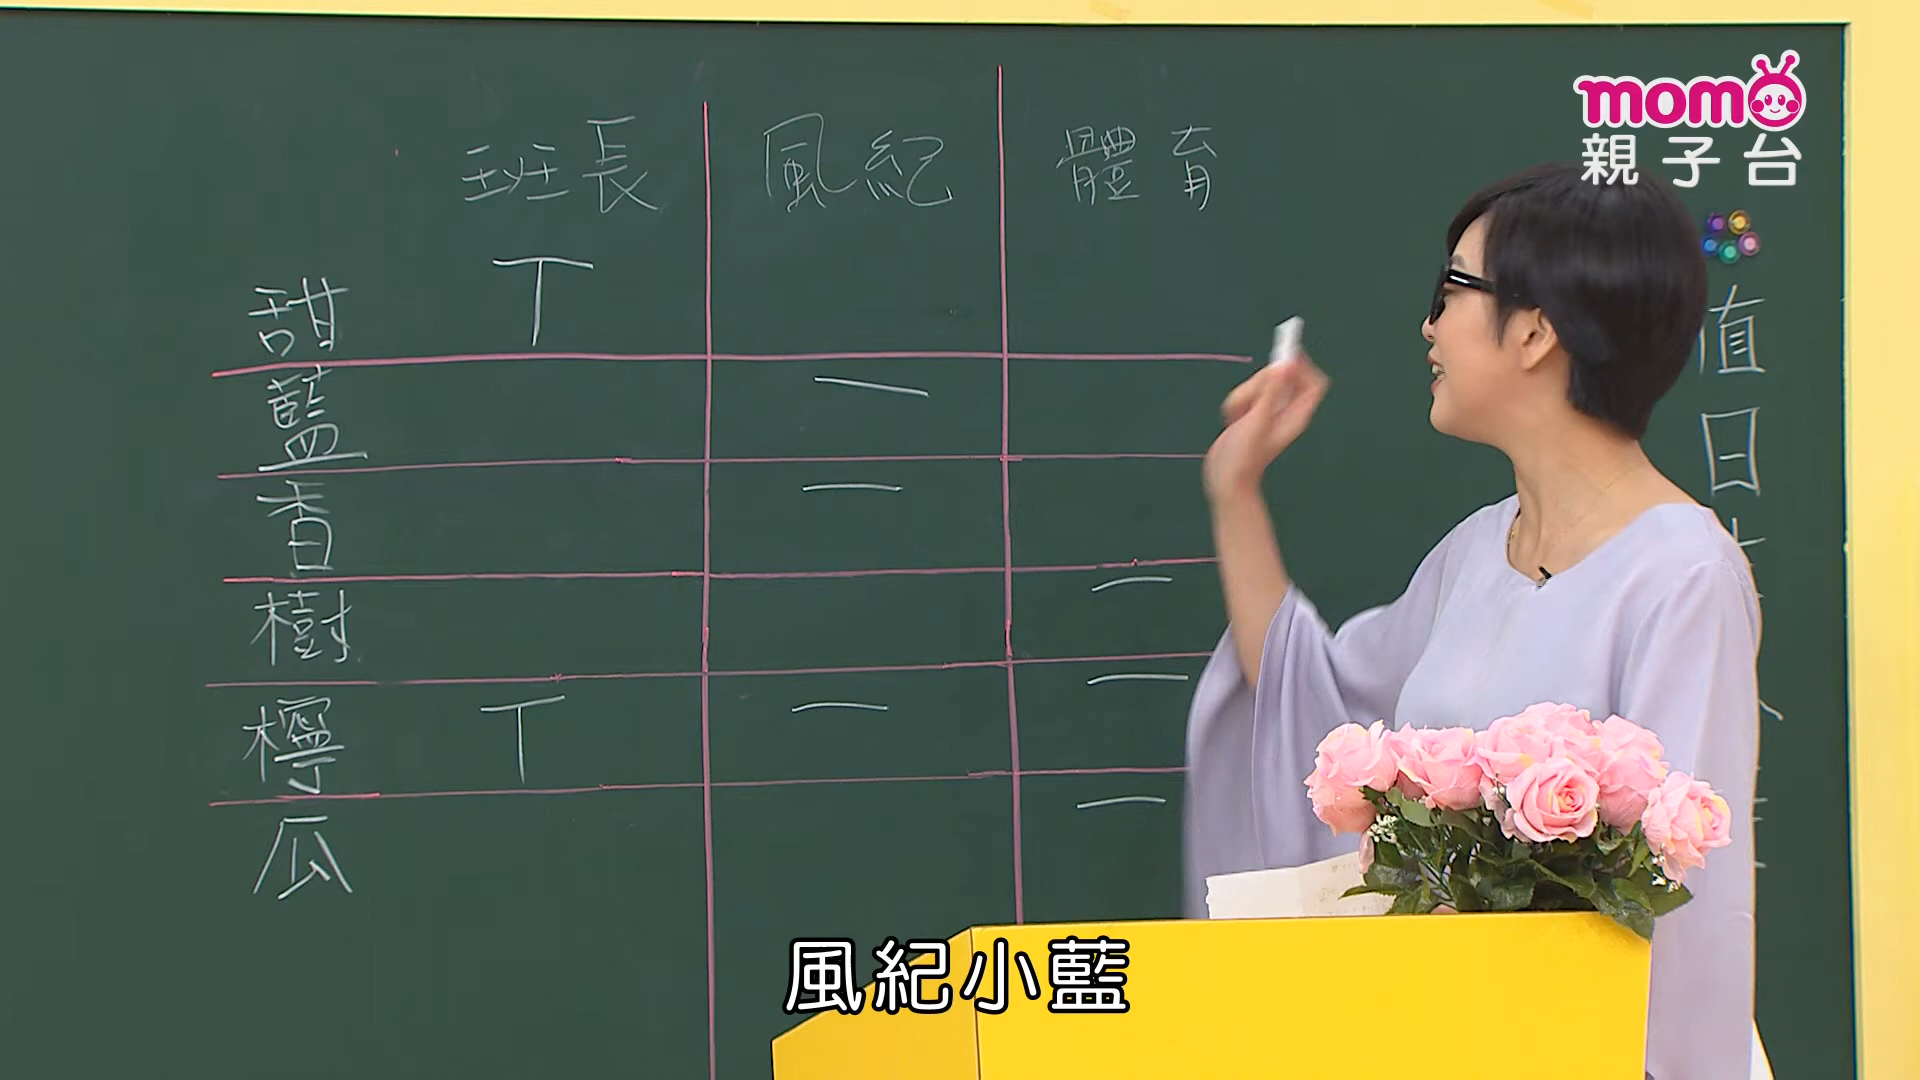 momo
親子台
班長 風紀 體育
甜 T
藍 一
香 一
樹 一
檸 T 一 一
瓜 一
值日
風紀小藍